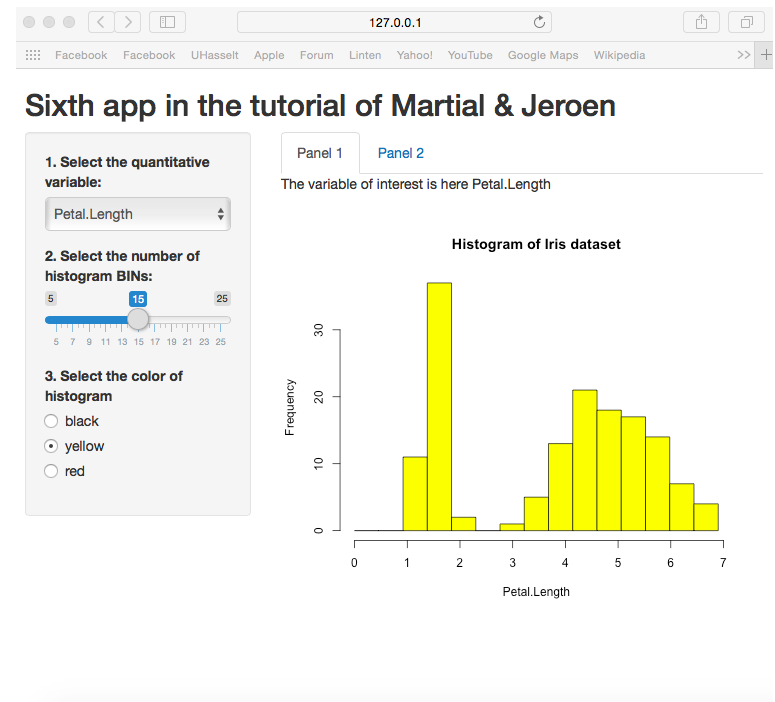 127.0.0.1
Facebook Facebook UHasselt Apple Forum Linten Yahoo! YouTube Google Maps Wikipedia >> +
Sixth app in the tutorial of Martial & Jeroen
1. Select the quantitative
variable:
Petal.Length
2. Select the number of
histogram BINs:
5 15 25
5 7 9 11 13 15 17 19 21 23 25
3. Select the color of
histogram
black
yellow
red
Panel 1 Panel 2
The variable of interest is here Petal.Length
Histogram of Iris dataset
Frequency
30
20
10
0
0 1 2 3 4 5 6 7
Petal.Length